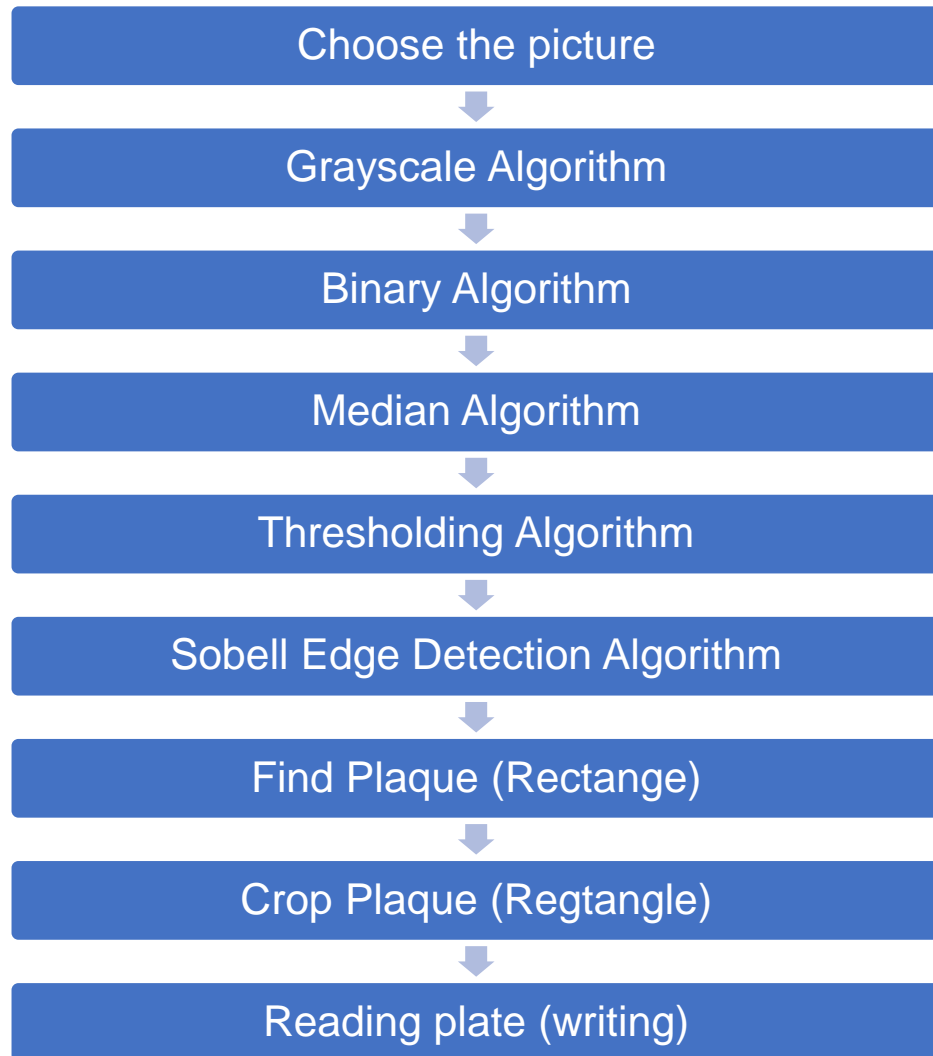 Choose the picture
Grayscale Algorithm
Binary Algorithm
Median Algorithm
Thresholding Algorithm
Sobell Edge Detection Algorithm
Find Plaque (Rectange)
Crop Plaque (Regtangle)
Reading plate (writing)